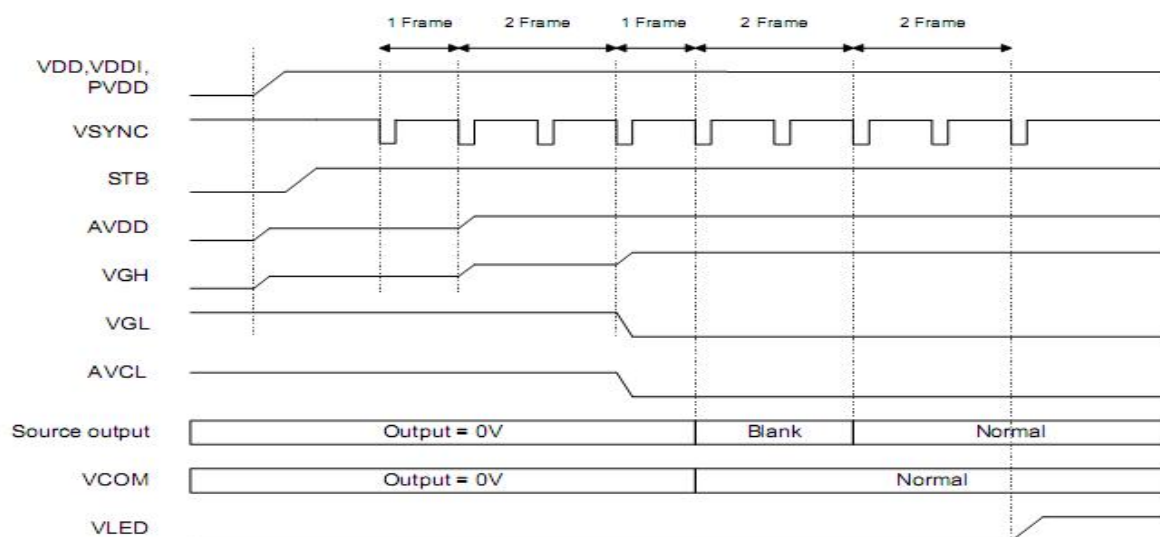 1 Frame 2 Frame 1 Frame 2 Frame 2 Frame
VDD,VDDI,
PVDD
VSYNC
STB
AVDD
VGH
VGL
AVCL
Source output Output = 0V Blank Normal
VCOM Output = 0V Normal
VLED